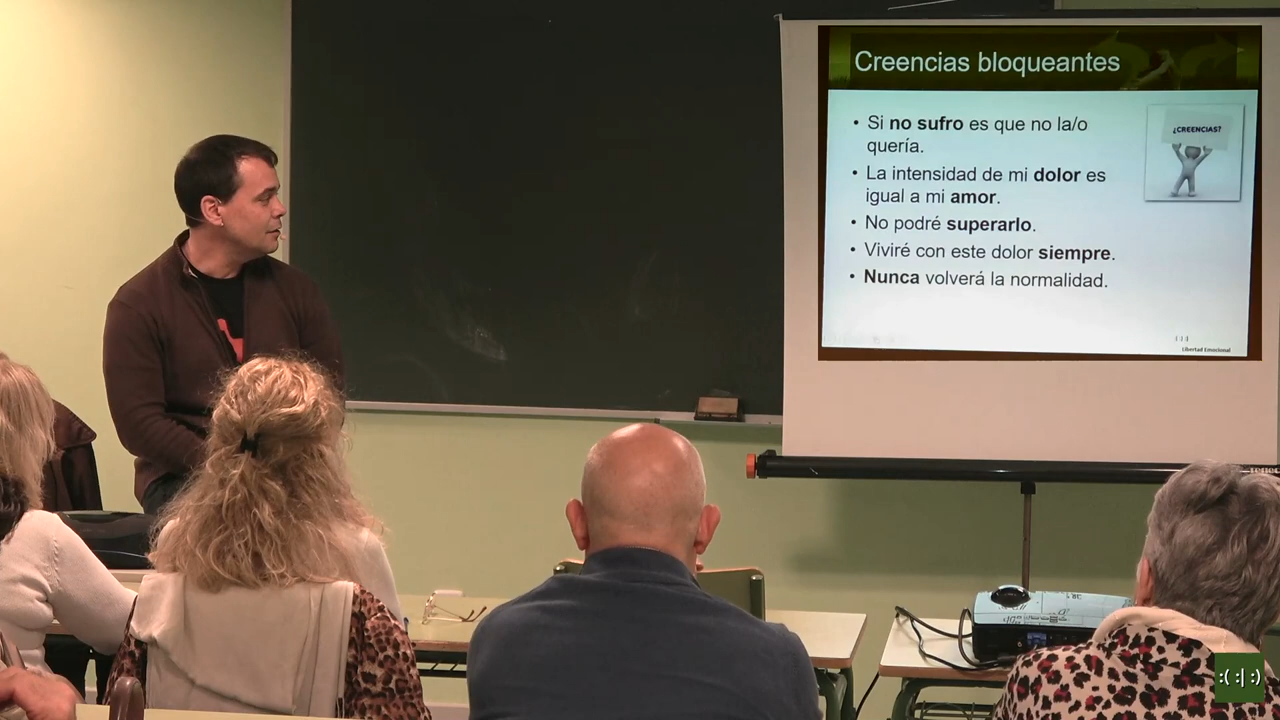 Creencias bloqueantes
• Si no sufro es que no la/o
quería.
¿CREENCIAS?
• La intensidad de mi dolor es
igual a mi amor.
• No podré superarlo.
• Viviré con este dolor siempre.
• Nunca volverá la normalidad.
Libertad Emocional
:( :| :)